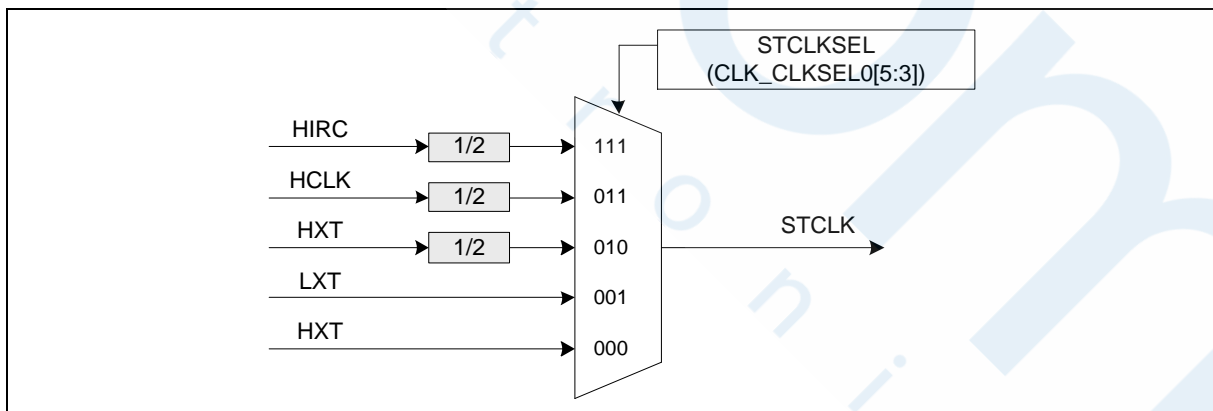 STCLKSEL
(CLK_CLKSEL0[5:3])
HIRC
1/2
111
HCLK
1/2
011
HXT
1/2
010
STCLK
LXT
001
HXT
000